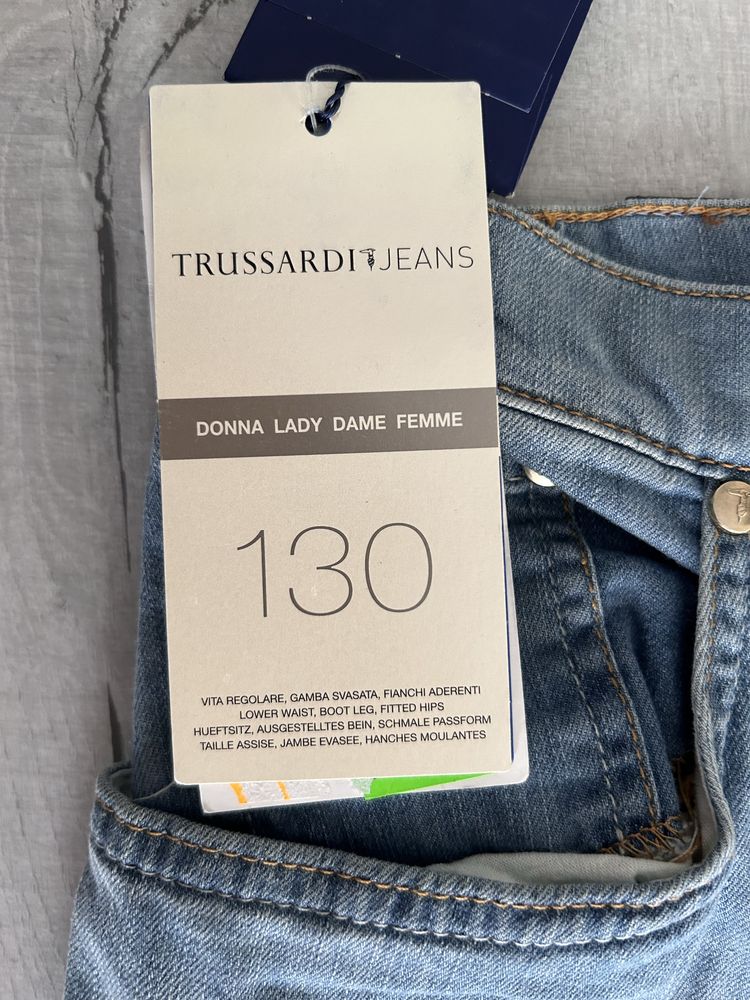 TRUSSARDI JEANS
DONNA LADY DAME FEMME
130
VITA REGOLARE, GAMBA SVASATA, FIANCHI ADERENTI
LOWER WAIST, BOOT LEG, FITTED HIPS
HUEFTSITZ, AUSGESTELLTES BEIN, SCHMALE PASSFORM
TAILLE ASSISE, JAMBE EVASEE, HANCHES MOULANTES